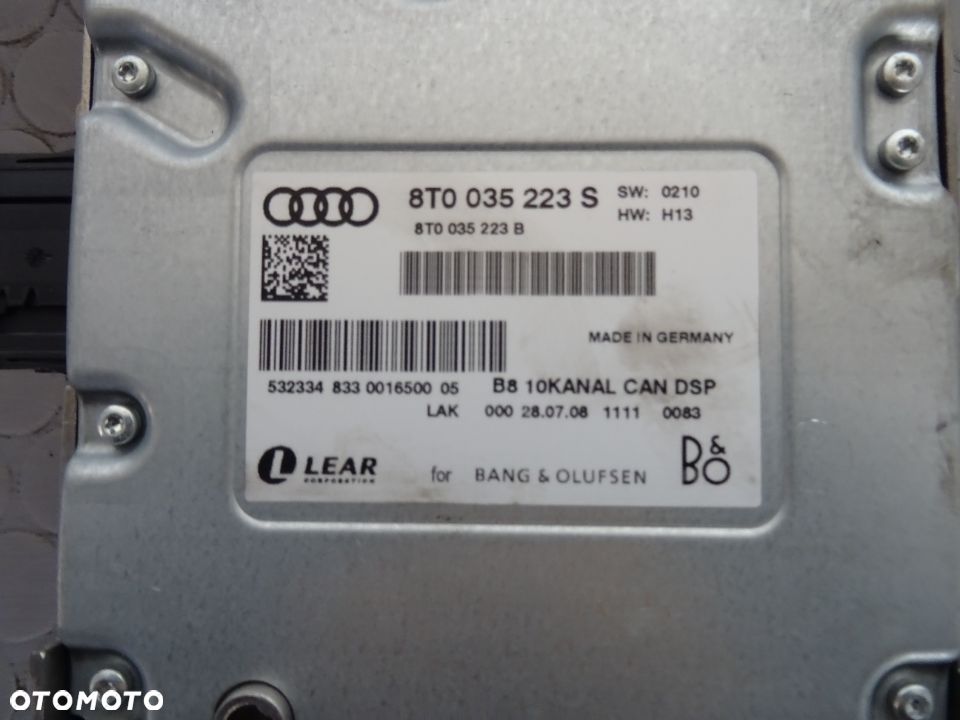 8T0 035 223 S SW: 0210
HW: H13
8T0 035 223 B
MADE IN GERMANY
532334 833 0016500 05 B8 10KANAL CAN DSP
LAK 000 28.07.08 1111 0083
LEAR
CORPORATION
for BANG & OLUFSEN B&O
OTOMOTO